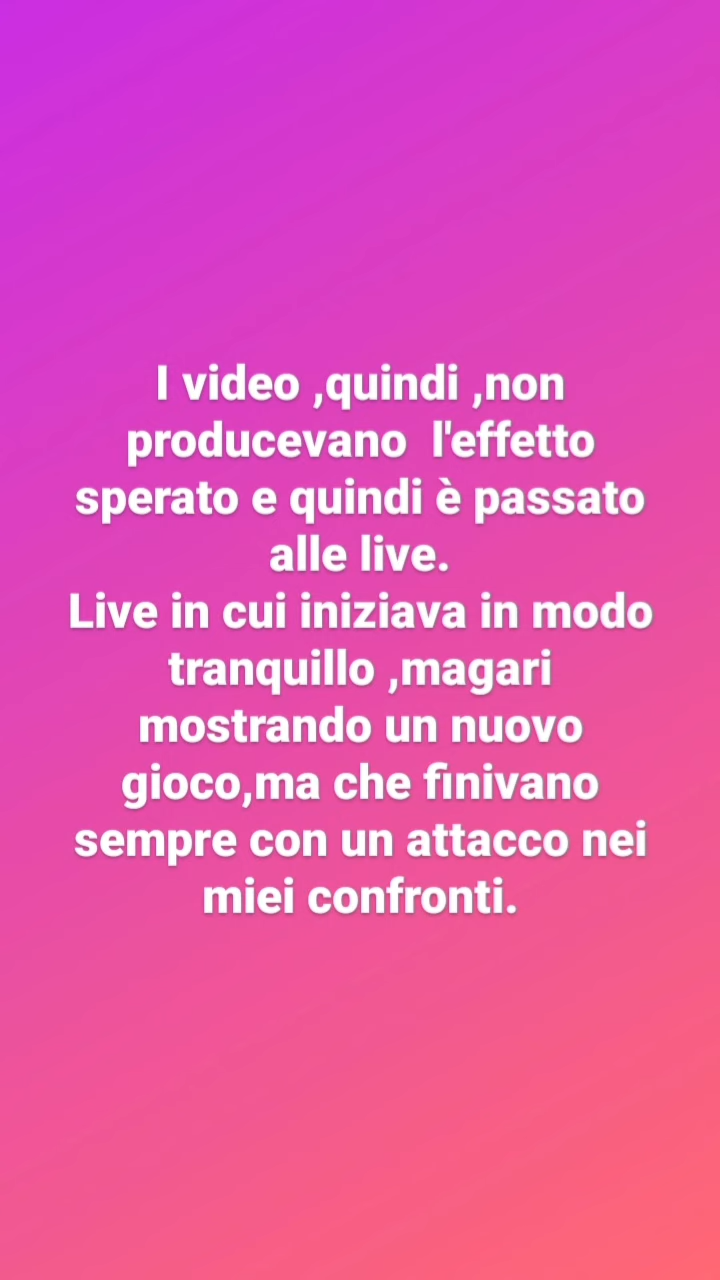 I video ,quindi ,non
producevano  l'effetto
sperato e quindi è passato
alle live.
Live in cui iniziava in modo
tranquillo ,magari
mostrando un nuovo
gioco,ma che finivano
sempre con un attacco nei
miei confronti.